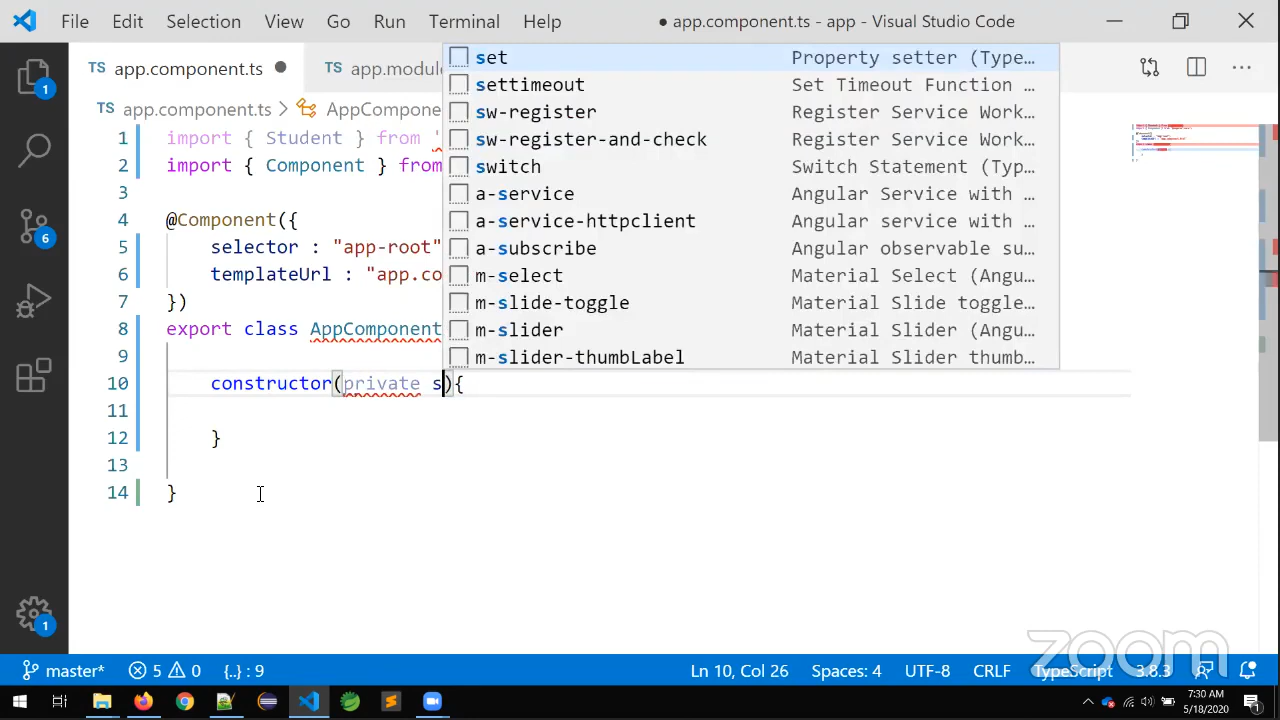 File Edit Selection View Go Run Terminal Help ● app.component.ts - app - Visual Studio Code
TS app.component.ts ● TS app.modul
TS app.component.ts > AppCompone
1 import { Student } from
2 import { Component } from
3
4 @Component({
5 selector : "app-root"
6 templateUrl : "app.co
7 })
8 export class AppComponent
9
10 constructor(private s){
11
12 }
13
14 }
set Property setter (Type…
settimeout Set Timeout Function …
sw-register Register Service Work…
sw-register-and-check Register Service Work…
switch Switch Statement (Typ…
a-service Angular Service with …
a-service-httpclient Angular service with …
a-subscribe Angular observable su…
m-select Material Select (Angu…
m-slide-toggle Material Slide toggle…
m-slider Material Slider (Angu…
m-slider-thumbLabel Material Slider thumb…
1
6
1
zoom
master* 5 0 {..} : 9 Ln 10, Col 26 Spaces: 4 UTF-8 CRLF TypeScript 3.8.3
7:30 AM
5/18/2020
1